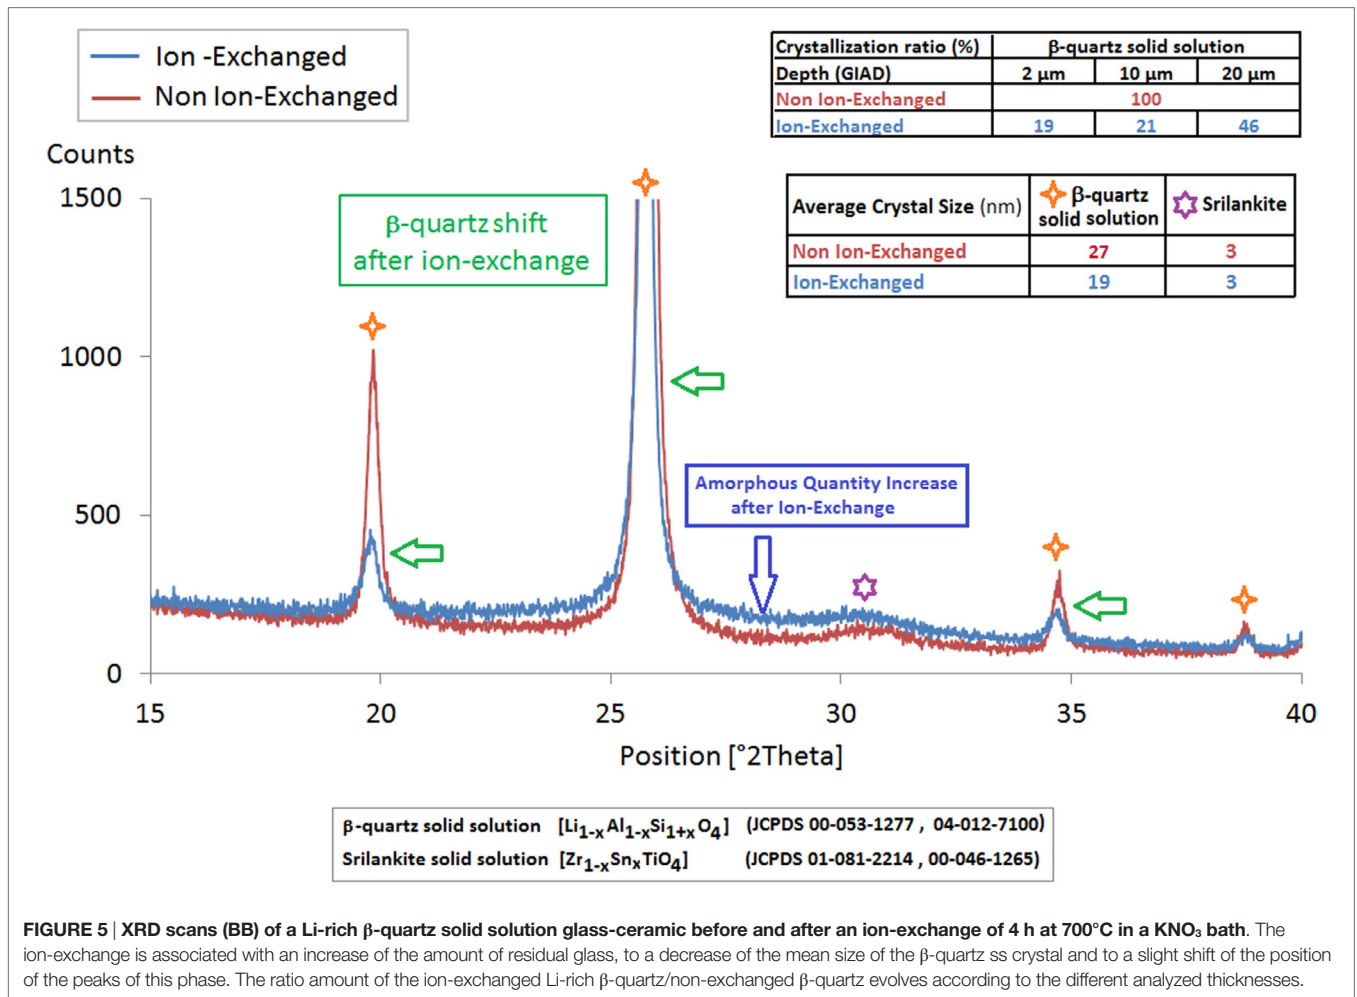 Ion -Exchanged
Non Ion-Exchanged
Crystallization ratio (%) β-quartz solid solution
Depth (GIAD) 2 µm 10 µm 20 µm
Non Ion-Exchanged 100
Ion-Exchanged 19 21 46
Average Crystal Size (nm) β-quartz solid solution Srilankite
Non Ion-Exchanged 27 3
Ion-Exchanged 19 3
Counts
1500
1000
500
0
β-quartz shift
after ion-exchange
Amorphous Quantity Increase
after Ion-Exchange
15 20 25 30 35 40
Position [°2Theta]
β-quartz solid solution [Li₁₋ₓAl₁₋ₓSi₁₊ₓO₄] (JCPDS 00-053-1277 , 04-012-7100)
Srilankite solid solution [Zr₁₋ₓSnₓTiO₄] (JCPDS 01-081-2214 , 00-046-1265)
FIGURE 5 | XRD scans (BB) of a Li-rich β-quartz solid solution glass-ceramic before and after an ion-exchange of 4 h at 700°C in a KNO₃ bath. The
ion-exchange is associated with an increase of the amount of residual glass, to a decrease of the mean size of the β-quartz ss crystal and to a slight shift of the position
of the peaks of this phase. The ratio amount of the ion-exchanged Li-rich β-quartz/non-exchanged β-quartz evolves according to the different analyzed thicknesses.